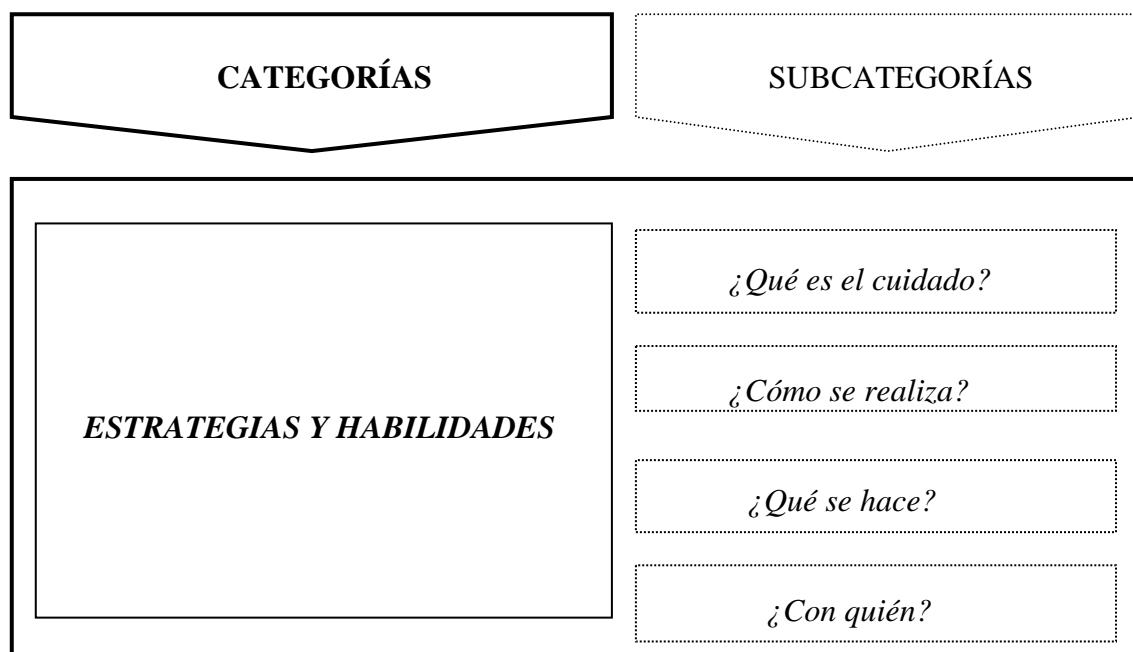 CATEGORÍAS
SUBCATEGORÍAS
ESTRATEGIAS Y HABILIDADES
¿Qué es el cuidado?
¿Cómo se realiza?
¿Qué se hace?
¿Con quién?